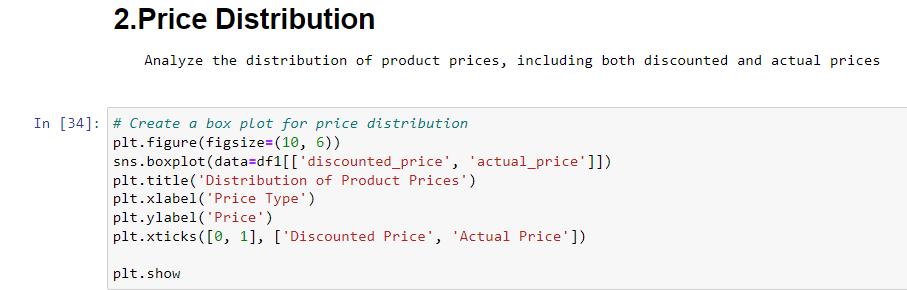 2.Price Distribution
Analyze the distribution of product prices, including both discounted and actual prices
In [34]: # Create a box plot for price distribution
plt.figure(figsize=(10, 6))
sns.boxplot(data=df1[['discounted_price', 'actual_price']])
plt.title('Distribution of Product Prices')
plt.xlabel('Price Type')
plt.ylabel('Price')
plt.xticks([0, 1], ['Discounted Price', 'Actual Price'])
plt.show